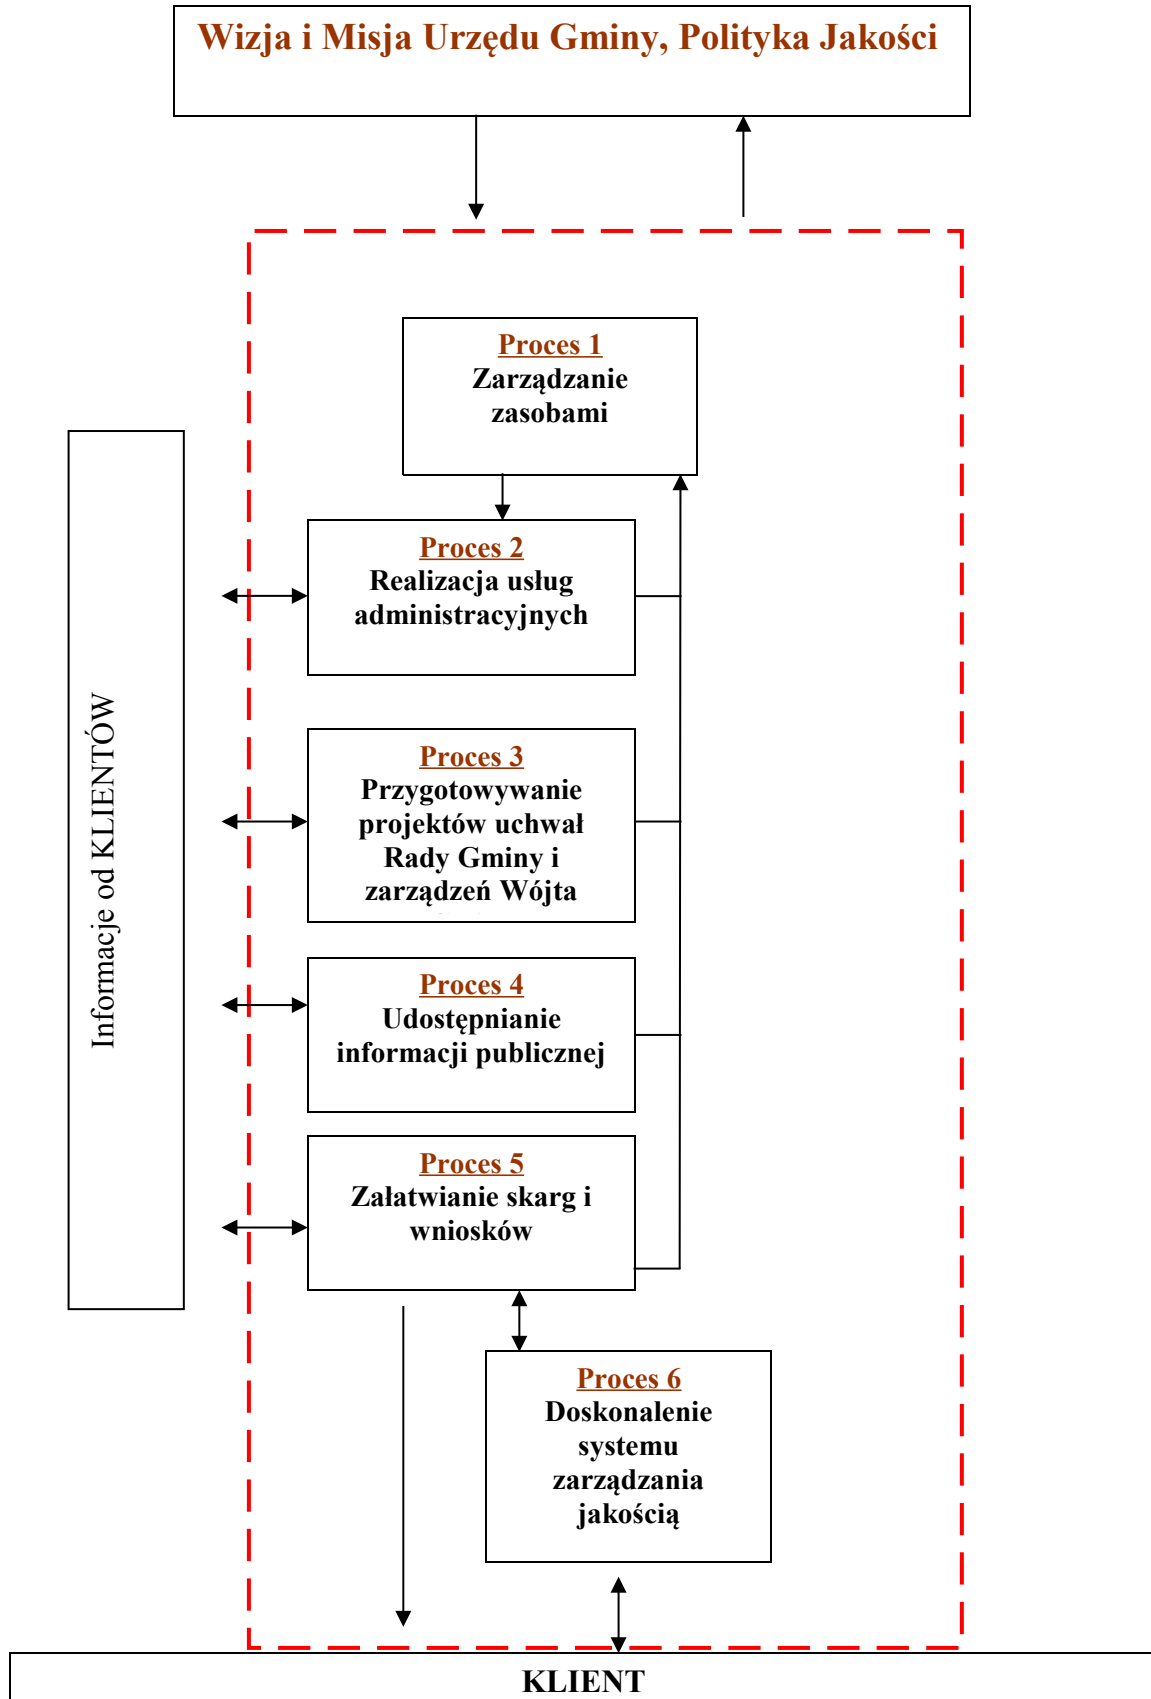 Wizja i Misja Urzędu Gminy, Polityka Jakości
Proces 1
Zarządzanie
zasobami
Informacje od KLIENTÓW
Proces 2
Realizacja usług
administracyjnych
Proces 3
Przygotowywanie
projektów uchwał
Rady Gminy i
zarządzeń Wójta
Proces 4
Udostępnianie
informacji publicznej
Proces 5
Załatwianie skarg i
wniosków
Proces 6
Doskonalenie
systemu
zarządzania
jakością
KLIENT